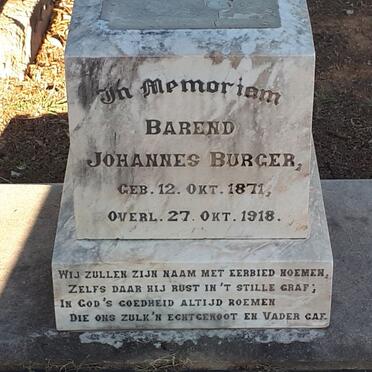 In Memoriam
BAREND
JOHANNES BURGER,
GEB. 12. OKT. 1871,
OVERL. 27. OKT. 1918.
WIJ ZULLEN ZIJN NAAM MET EERBIED NOEMEN,
ZELFS DAAR HIJ RUST IN 'T STILLE GRAF;
IN GOD'S GOEDHEID ALTIJD ROEMEN
DIE ONS ZULK'N ECHTGENOOT EN VADER GAF.